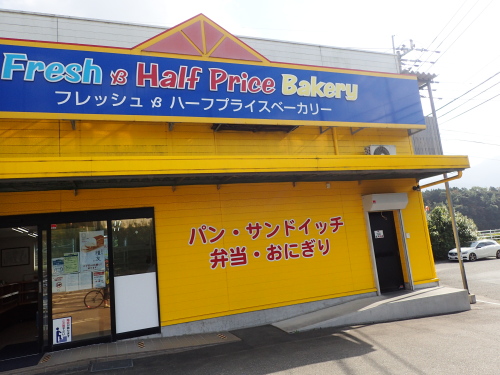 Fresh β Half Price Bakery
フレッシュ β ハーフプライスベーカリー
パン・サンドイッチ
弁当・おにぎり